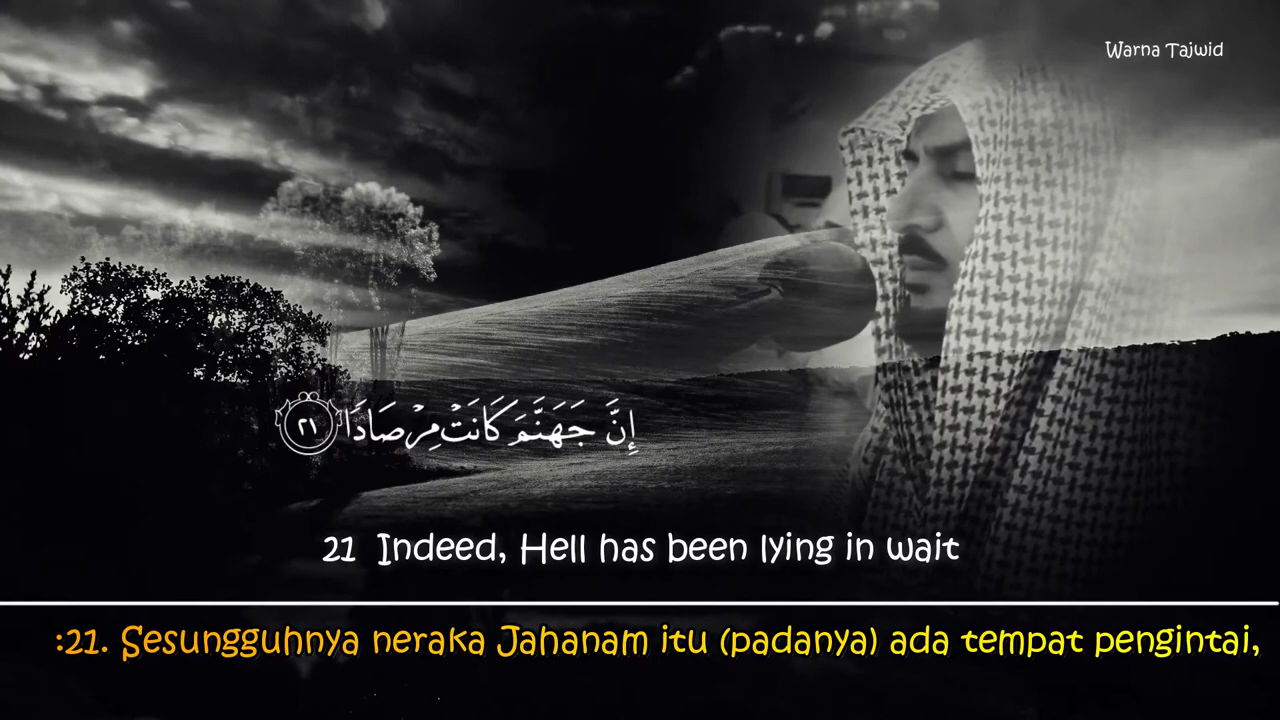 Warna Tajwid
إِنَّ جَهَنَّمَ كَانَتْ مِرْصَادًا ٢١
21 Indeed, Hell has been lying in wait
:21. Sesungguhnya neraka Jahanam itu (padanya) ada tempat pengintai,